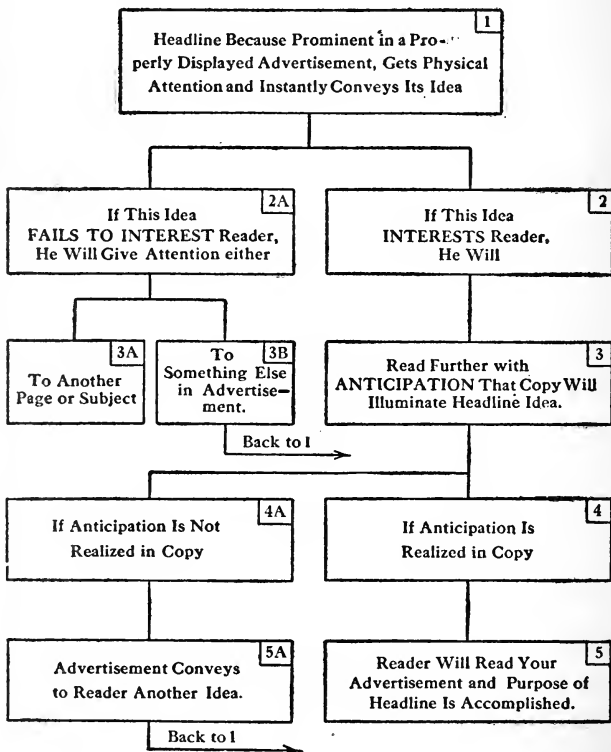 1
Headline Because Prominent in a Pro-
perly Displayed Advertisement, Gets Physical
Attention and Instantly Conveys Its Idea
2A
If This Idea
FAILS TO INTEREST Reader,
He Will Give Attention either
2
If This Idea
INTERESTS Reader,
He Will
3A
To Another
Page or Subject
3B
To
Something Else
in Advertise-
ment.
Back to 1
3
Read Further with
ANTICIPATION That Copy Will
Illuminate Headline Idea.
4A
If Anticipation Is Not
Realized in Copy
4
If Anticipation Is
Realized in Copy
5A
Advertisement Conveys
to Reader Another Idea.
Back to 1
5
Reader Will Read Your
Advertisement and Purpose of
Headline Is Accomplished.